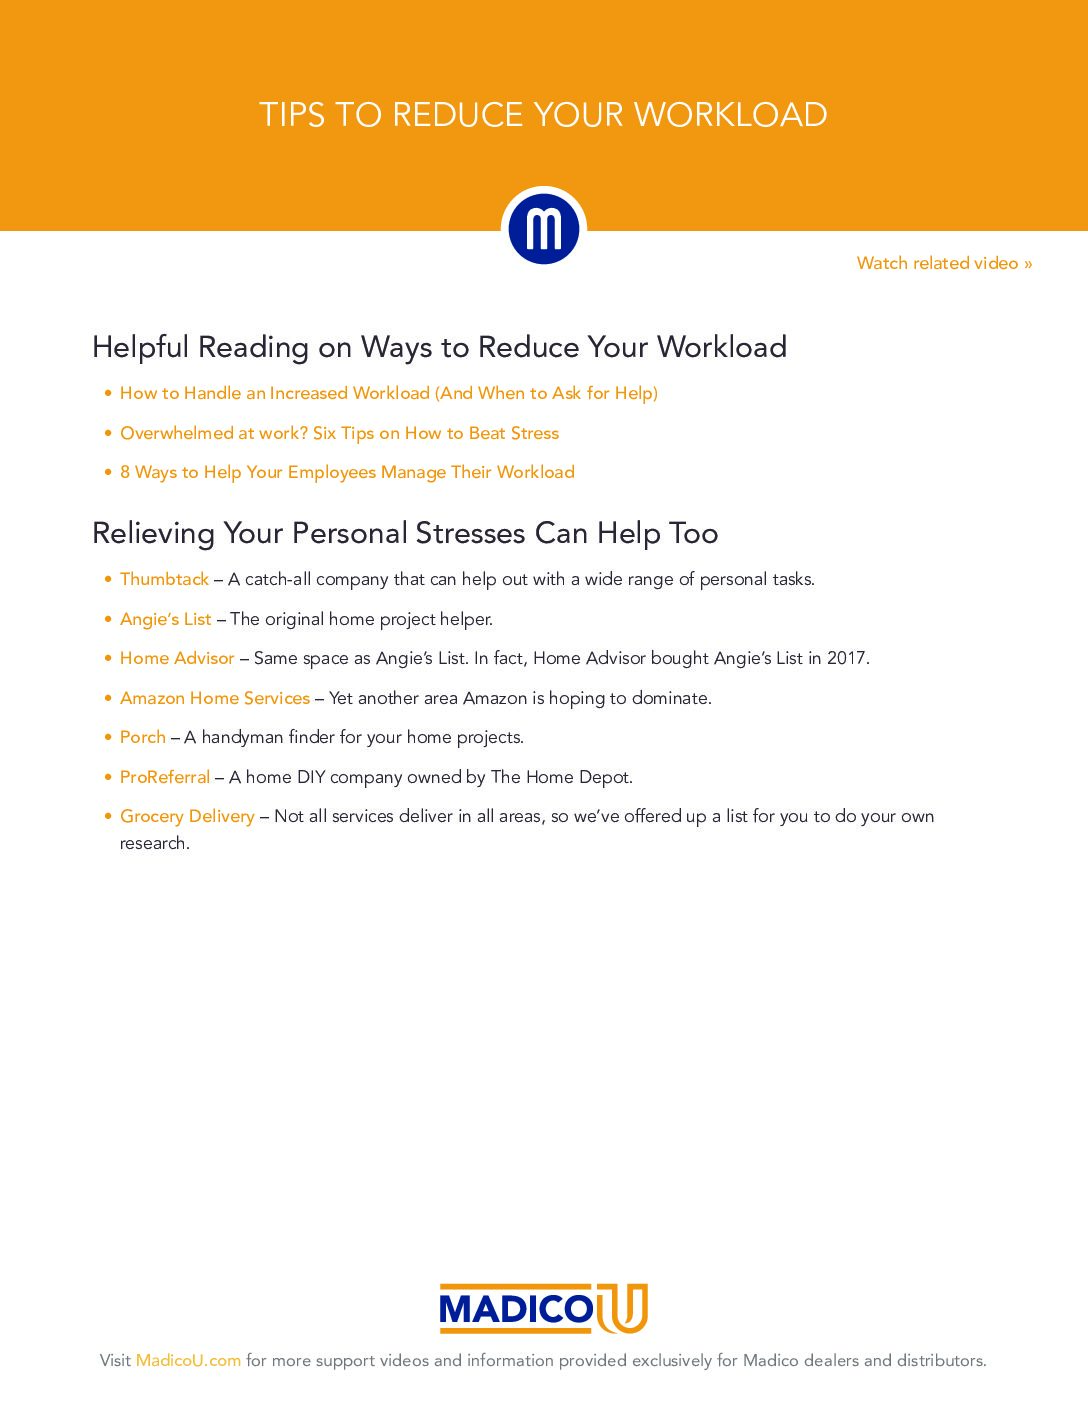 TIPS TO REDUCE YOUR WORKLOAD
m
Watch related video »
Helpful Reading on Ways to Reduce Your Workload
• How to Handle an Increased Workload (And When to Ask for Help)
• Overwhelmed at work? Six Tips on How to Beat Stress
• 8 Ways to Help Your Employees Manage Their Workload
Relieving Your Personal Stresses Can Help Too
• Thumbtack – A catch-all company that can help out with a wide range of personal tasks.
• Angie’s List – The original home project helper.
• Home Advisor – Same space as Angie’s List. In fact, Home Advisor bought Angie’s List in 2017.
• Amazon Home Services – Yet another area Amazon is hoping to dominate.
• Porch – A handyman finder for your home projects.
• ProReferral – A home DIY company owned by The Home Depot.
• Grocery Delivery – Not all services deliver in all areas, so we’ve offered up a list for you to do your own
research.
MADICO U
Visit MadicoU.com for more support videos and information provided exclusively for Madico dealers and distributors.